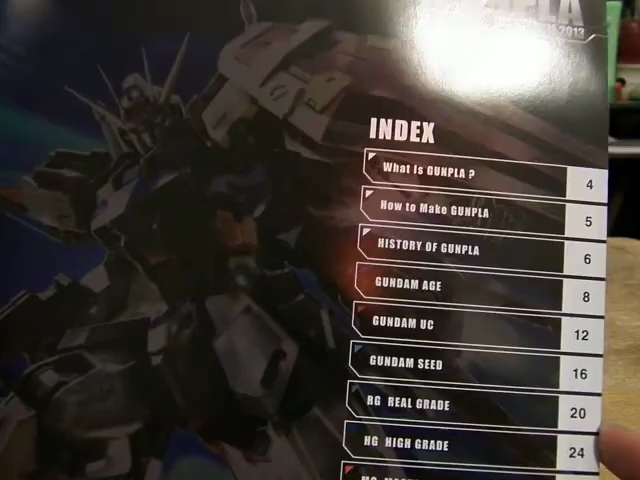 2013
INDEX
What Is GUNPLA ? 4
How to Make GUNPLA 5
HISTORY OF GUNPLA 6
GUNDAM AGE 8
GUNDAM UC 12
GUNDAM SEED 16
RG REAL GRADE 20
HG HIGH GRADE 24